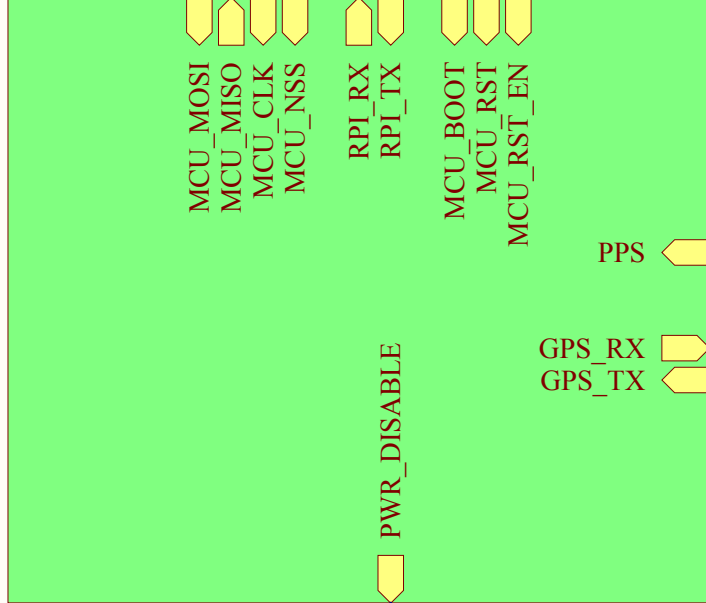 MCU_MOSI
MCU_MISO
MCU_CLK
MCU_NSS
RPI_RX
RPI_TX
MCU_BOOT
MCU_RST
MCU_RST_EN
PPS
GPS_RX
GPS_TX
PWR_DISABLE